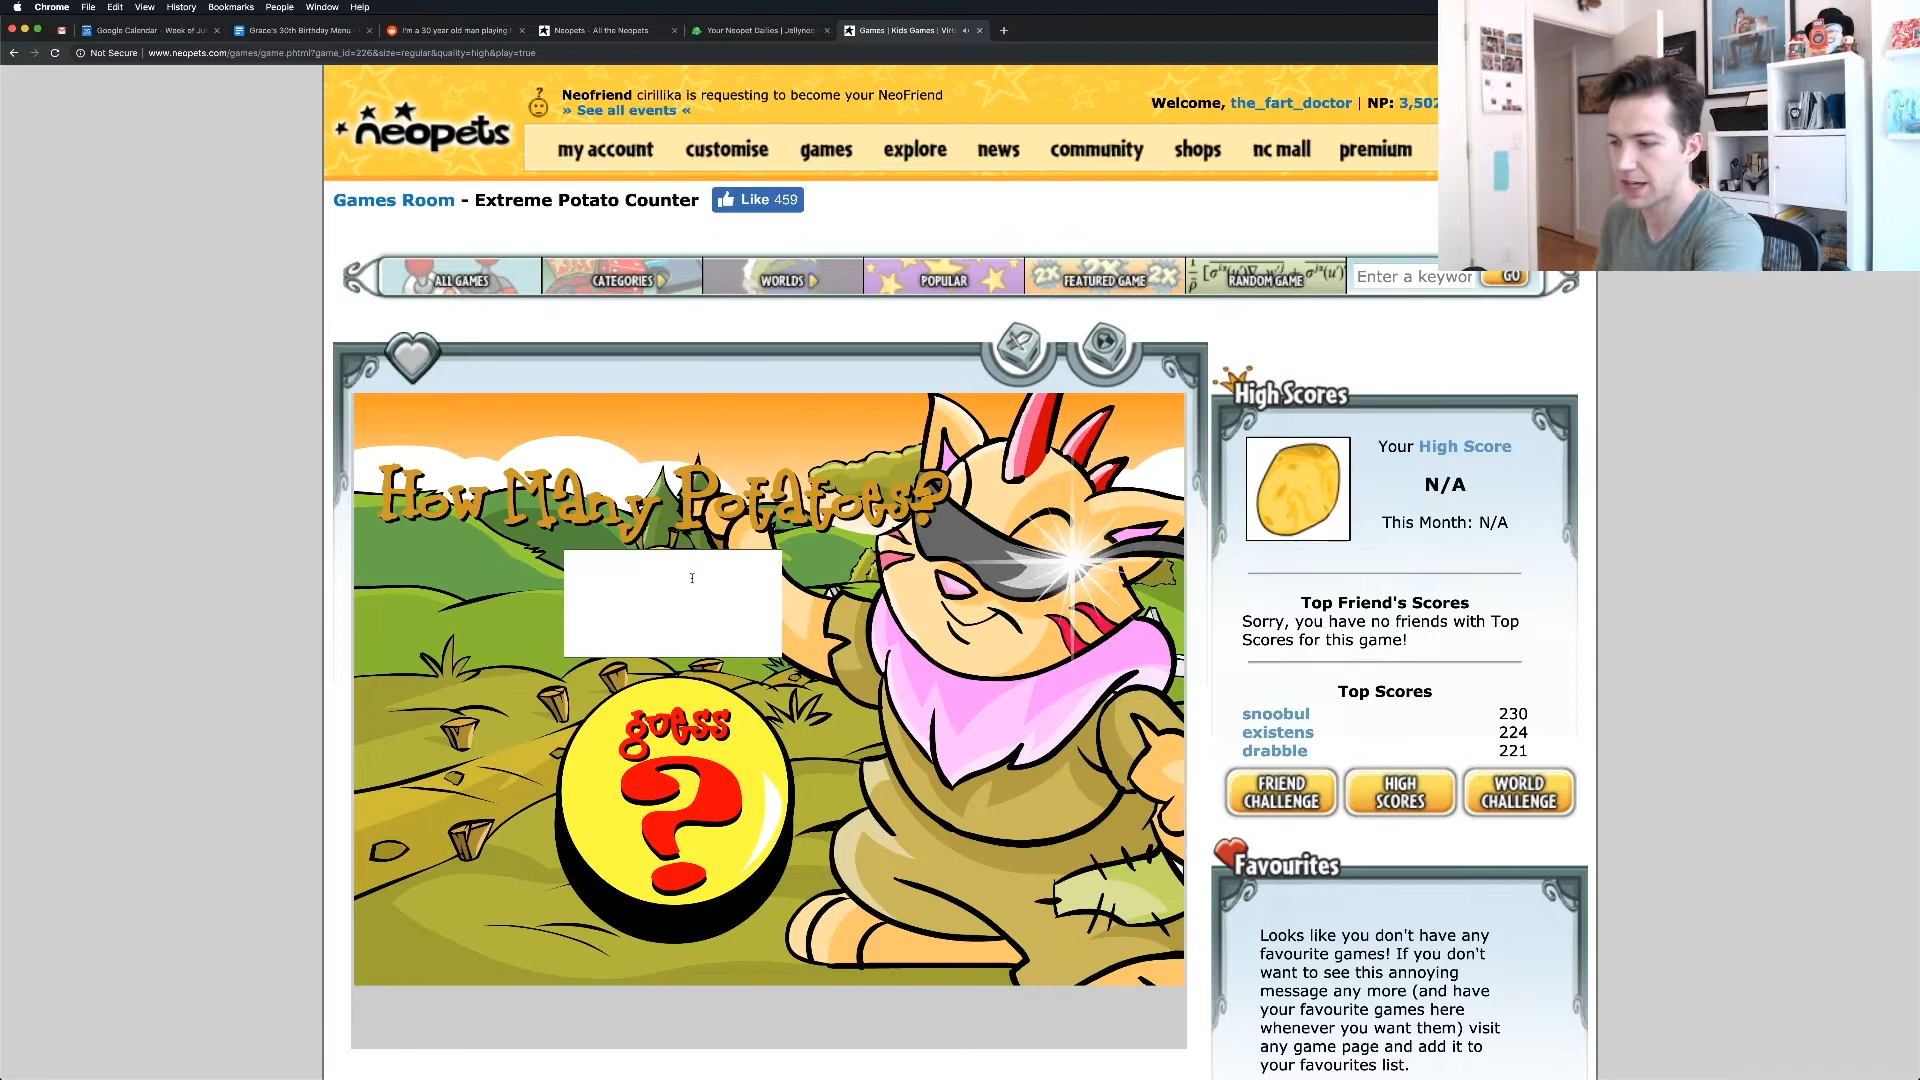 Chrome File Edit View History Bookmarks People Window Help
Google Calendar - Week of Jul
Grace's 30th Birthday Menu
I'm a 30 year old man playing
Neopets - All the Neopets
Your Neopet Dailies | Jellyneo
Games | Kids Games | Virt
Not Secure | www.neopets.com/games/game.phtml?game_id=226&size=regular&quality=high&play=true
Neofriend cirillika is requesting to become your NeoFriend
» See all events «
Welcome, the_fart_doctor | NP: 3,502
neopets
my account customise games explore news community shops nc mall premium
Games Room - Extreme Potato Counter
Like 459
ALL GAMES CATEGORIES WORLDS POPULAR 2X FEATURED GAME 2X RANDOM GAME Enter a keywor GO
High Scores
Your High Score
N/A
This Month: N/A
How Many Potatoes?
guess
?
Top Friend's Scores
Sorry, you have no friends with Top
Scores for this game!
Top Scores
snoobul 230
existens 224
drabble 221
FRIEND CHALLENGE
HIGH SCORES
WORLD CHALLENGE
Favourites
Looks like you don't have any
favourite games! If you don't
want to see this annoying
message any more (and have
your favourite games here
whenever you want them) visit
any game page and add it to
your favourites list.